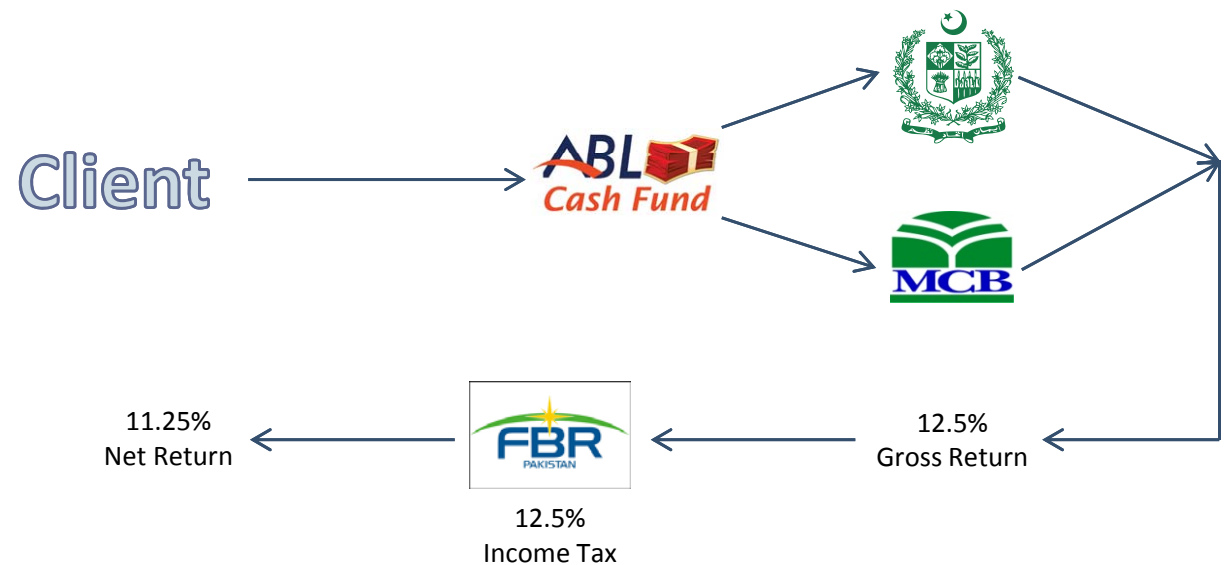 Client
ABL
Cash Fund
MCB
11.25%
Net Return
FBR
PAKISTAN
12.5%
Income Tax
12.5%
Gross Return